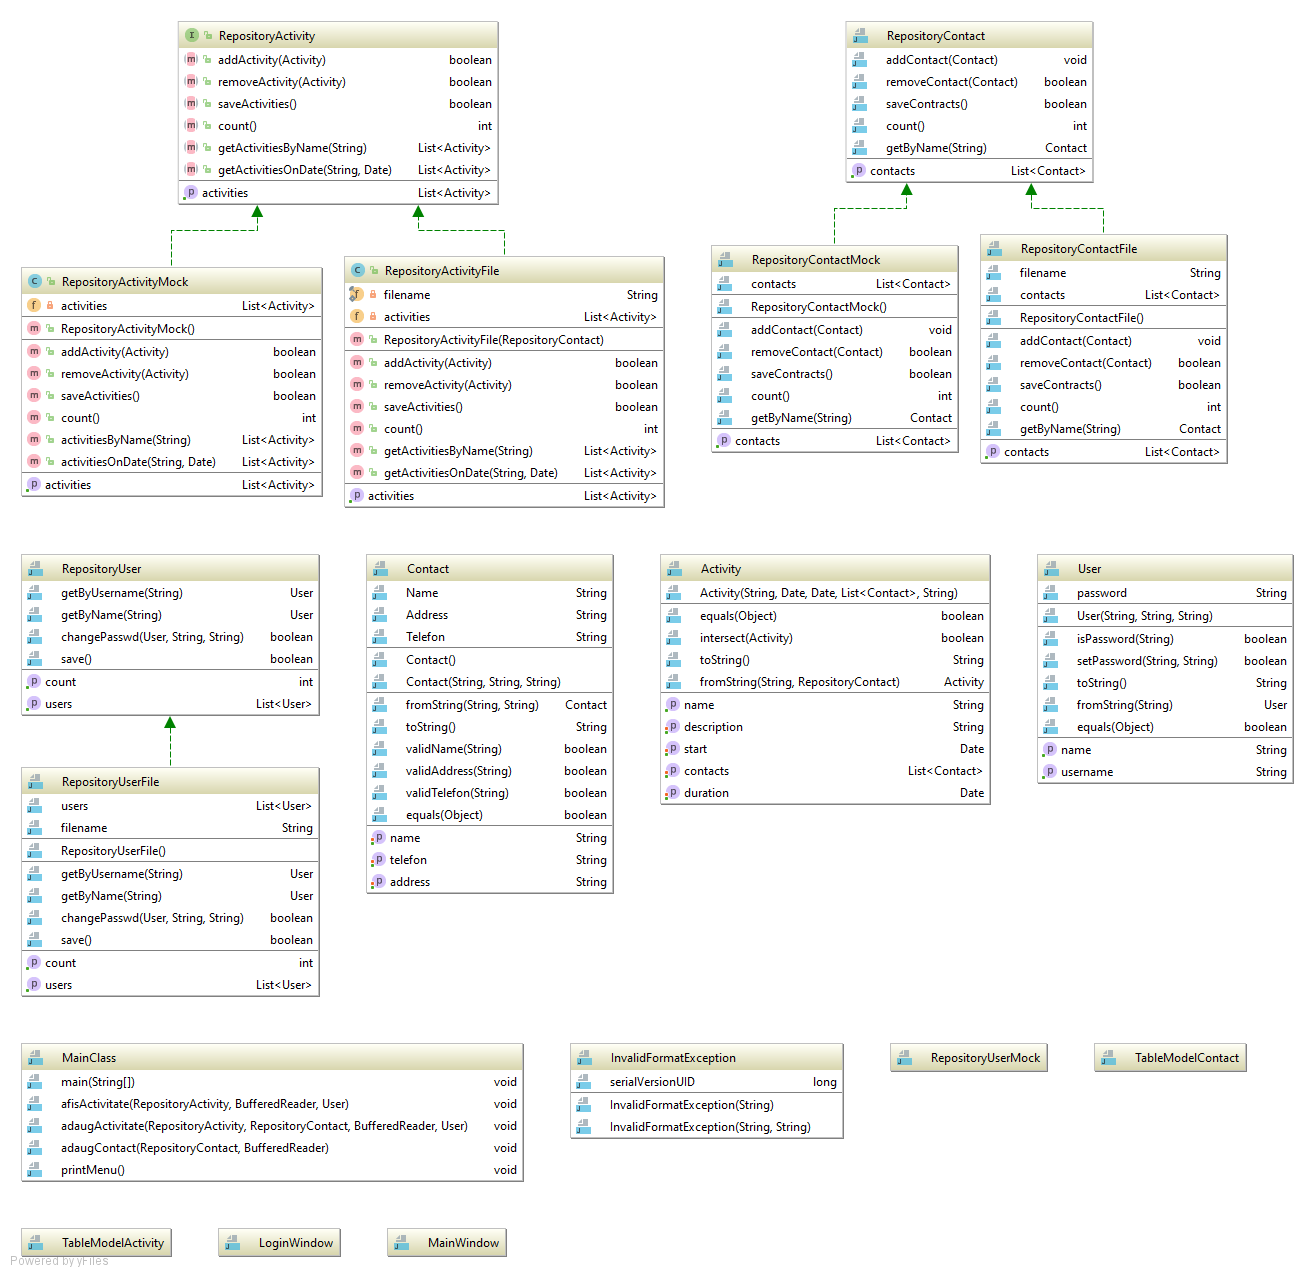 RepositoryActivity
addActivity(Activity) boolean
removeActivity(Activity) boolean
saveActivities() boolean
count() int
getActivitiesByName(String) List<Activity>
getActivitiesOnDate(String, Date) List<Activity>
activities List<Activity>
RepositoryContact
addContact(Contact) void
removeContact(Contact) boolean
saveContracts() boolean
count() int
getByName(String) Contact
contacts List<Contact>
RepositoryActivityMock
activities List<Activity>
RepositoryActivityMock()
addActivity(Activity) boolean
removeActivity(Activity) boolean
saveActivities() boolean
count() int
activitiesByName(String) List<Activity>
activitiesOnDate(String, Date) List<Activity>
activities List<Activity>
RepositoryActivityFile
filename String
activities List<Activity>
RepositoryActivityFile(RepositoryContact)
addActivity(Activity) boolean
removeActivity(Activity) boolean
saveActivities() boolean
count() int
getActivitiesByName(String) List<Activity>
getActivitiesOnDate(String, Date) List<Activity>
activities List<Activity>
RepositoryContactMock
contacts List<Contact>
RepositoryContactMock()
addContact(Contact) void
removeContact(Contact) boolean
saveContracts() boolean
count() int
getByName(String) Contact
contacts List<Contact>
RepositoryContactFile
filename String
contacts List<Contact>
RepositoryContactFile()
addContact(Contact) void
removeContact(Contact) boolean
saveContracts() boolean
count() int
getByName(String) Contact
contacts List<Contact>
RepositoryUser
getByUsername(String) User
getByName(String) User
changePasswd(User, String, String) boolean
save() boolean
count int
users List<User>
Contact
Name String
Address String
Telefon String
Contact()
Contact(String, String, String)
fromString(String, String) Contact
toString() String
validName(String) boolean
validAddress(String) boolean
validTelefon(String) boolean
equals(Object) boolean
name String
telefon String
address String
Activity
Activity(String, Date, Date, List<Contact>, String)
equals(Object) boolean
intersect(Activity) boolean
toString() String
fromString(String, RepositoryContact) Activity
name String
description String
start Date
contacts List<Contact>
duration Date
User
password String
User(String, String, String)
isPassword(String) boolean
setPassword(String, String) boolean
toString() String
fromString(String) User
equals(Object) boolean
name String
username String
RepositoryUserFile
users List<User>
filename String
RepositoryUserFile()
getByUsername(String) User
getByName(String) User
changePasswd(User, String, String) boolean
save() boolean
count int
users List<User>
MainClass
main(String[]) void
afisActivitate(RepositoryActivity, BufferedReader, User) void
adaugActivitate(RepositoryActivity, RepositoryContact, BufferedReader, User) void
adaugContact(RepositoryContact, BufferedReader) void
printMenu() void
InvalidFormatException
serialVersionUID long
InvalidFormatException(String)
InvalidFormatException(String, String)
RepositoryUserMock
TableModelContact
TableModelActivity
LoginWindow
MainWindow
Powered by yFiles